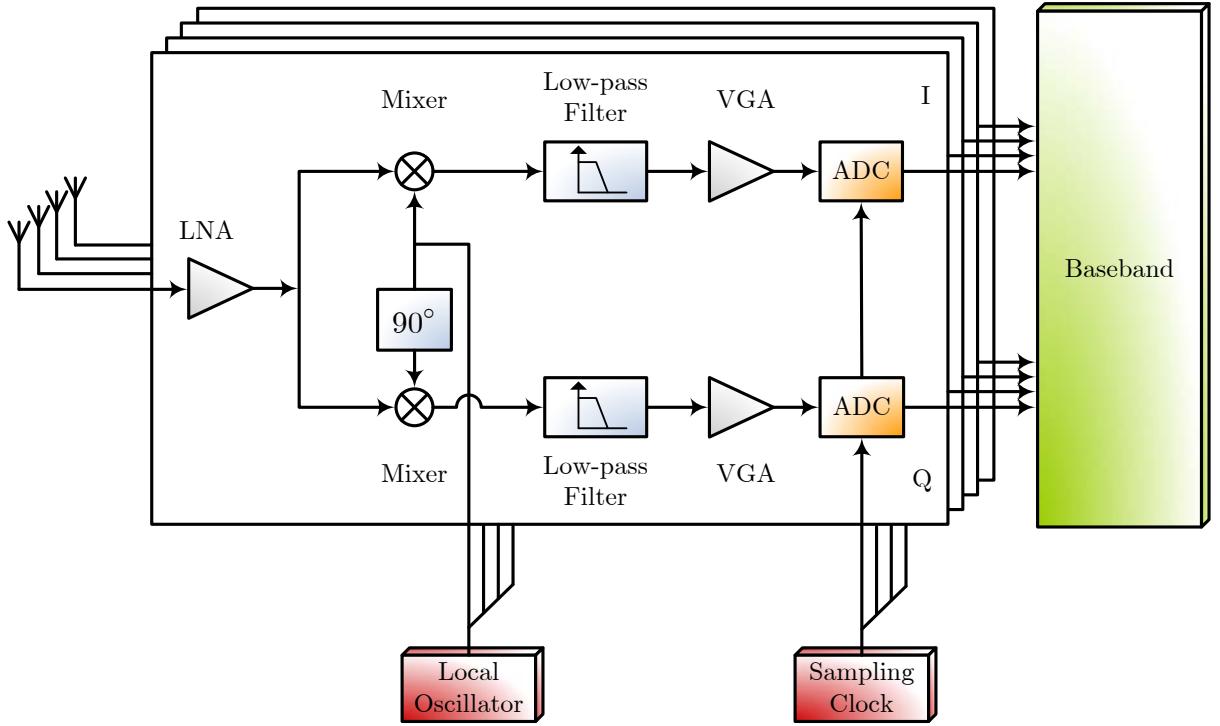 Mixer
Low-pass
Filter
VGA
I
ADC
LNA
Baseband
90°
ADC
Mixer
Low-pass
Filter
VGA
Q
Local
Oscillator
Sampling
Clock